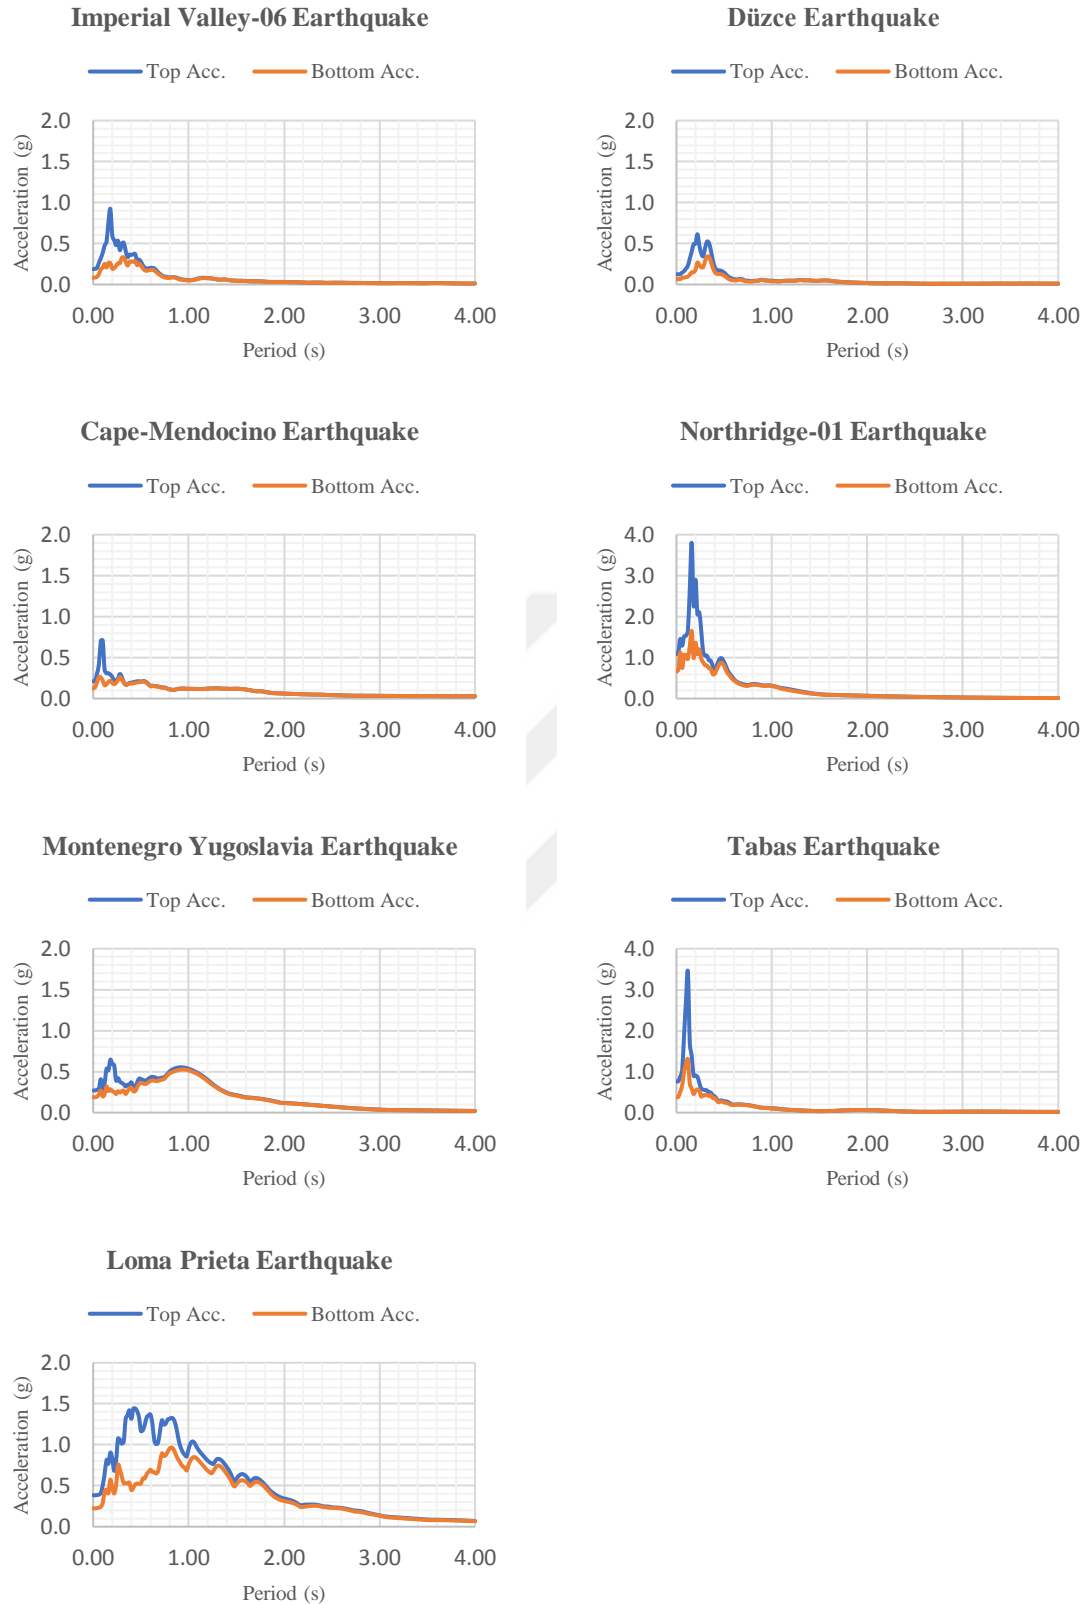 Imperial Valley-06 Earthquake
Top Acc. Bottom Acc.
Acceleration (g)
2.0
1.5
1.0
0.5
0.0
0.00 1.00 2.00 3.00 4.00
Period (s)
Düzce Earthquake
Top Acc. Bottom Acc.
Acceleration (g)
2.0
1.5
1.0
0.5
0.0
0.00 1.00 2.00 3.00 4.00
Period (s)
Cape-Mendocino Earthquake
Top Acc. Bottom Acc.
Acceleration (g)
2.0
1.5
1.0
0.5
0.0
0.00 1.00 2.00 3.00 4.00
Period (s)
Northridge-01 Earthquake
Top Acc. Bottom Acc.
Acceleration (g)
4.0
3.0
2.0
1.0
0.0
0.00 1.00 2.00 3.00 4.00
Period (s)
Montenegro Yugoslavia Earthquake
Top Acc. Bottom Acc.
Acceleration (g)
2.0
1.5
1.0
0.5
0.0
0.00 1.00 2.00 3.00 4.00
Period (s)
Tabas Earthquake
Top Acc. Bottom Acc.
Acceleration (g)
4.0
3.0
2.0
1.0
0.0
0.00 1.00 2.00 3.00 4.00
Period (s)
Loma Prieta Earthquake
Top Acc. Bottom Acc.
Acceleration (g)
2.0
1.5
1.0
0.5
0.0
0.00 1.00 2.00 3.00 4.00
Period (s)